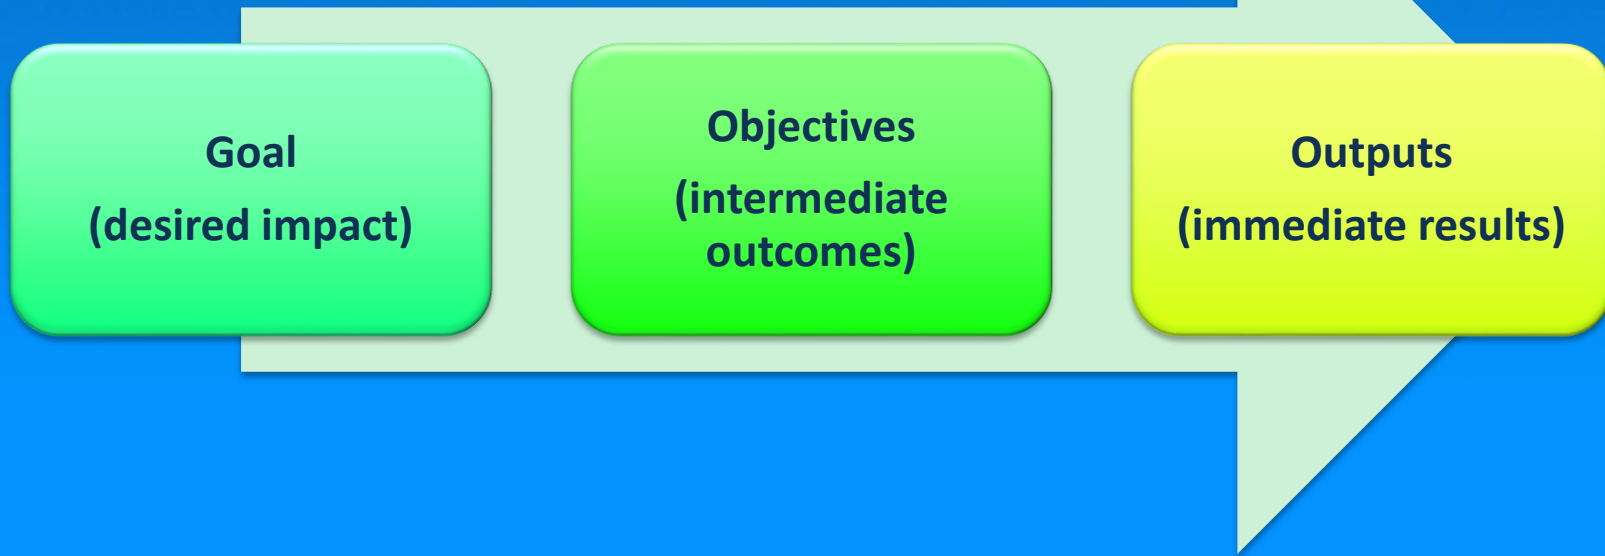 Goal
(desired impact)
Objectives
(intermediate
outcomes)
Outputs
(immediate results)